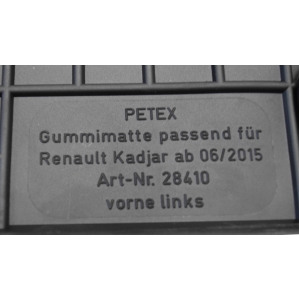 PETEX
Gummimatte passend für
Renault Kadjar ab 06/2015
Art-Nr. 28410
vorne links